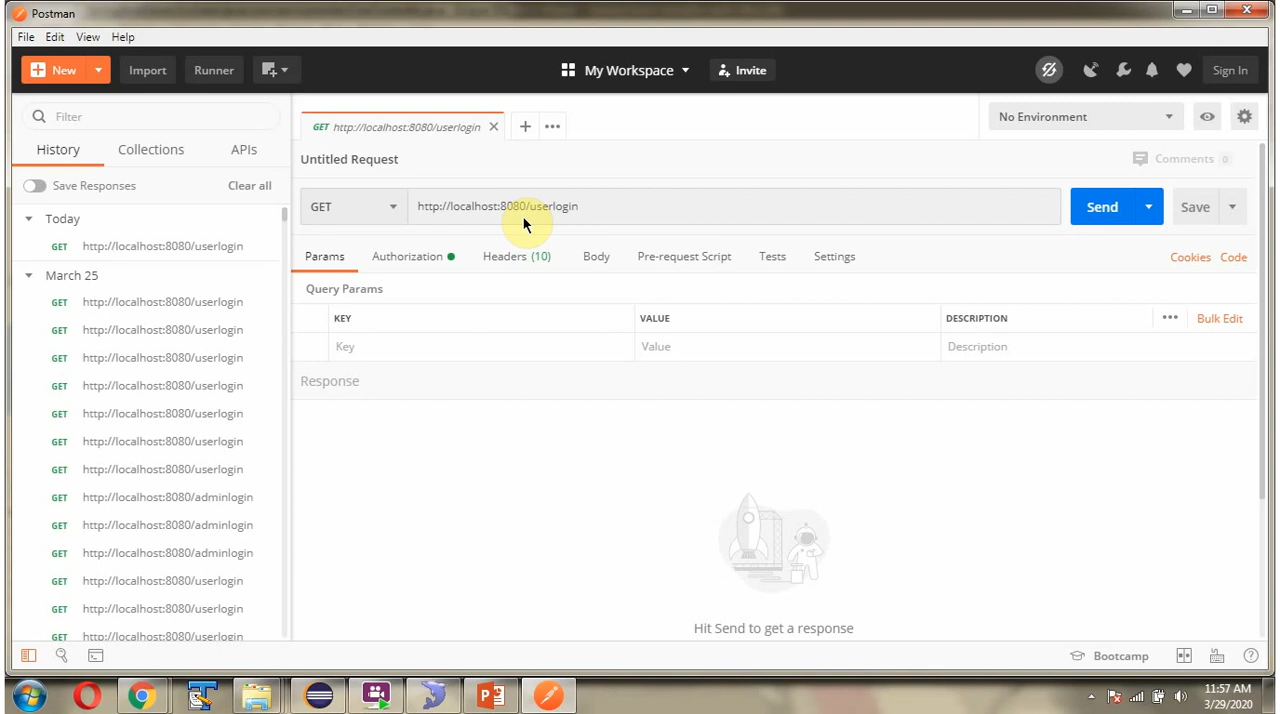 Postman
File Edit View Help
New Import Runner My Workspace Invite Sign In
Filter
History Collections APIs
Save Responses Clear all
Today
GET http://localhost:8080/userlogin
March 25
GET http://localhost:8080/userlogin
GET http://localhost:8080/userlogin
GET http://localhost:8080/userlogin
GET http://localhost:8080/userlogin
GET http://localhost:8080/userlogin
GET http://localhost:8080/userlogin
GET http://localhost:8080/userlogin
GET http://localhost:8080/adminlogin
GET http://localhost:8080/adminlogin
GET http://localhost:8080/adminlogin
GET http://localhost:8080/userlogin
GET http://localhost:8080/userlogin
GET http://localhost:8080/userlogin
GET http://localhost:8080/userlogin
No Environment
Untitled Request
Comments 0
GET http://localhost:8080/userlogin Send Save
Params Authorization Headers (10) Body Pre-request Script Tests Settings Cookies Code
Query Params
KEY VALUE DESCRIPTION Bulk Edit
Key Value Description
Response
Hit Send to get a response
Bootcamp
11:57 AM
3/29/2020